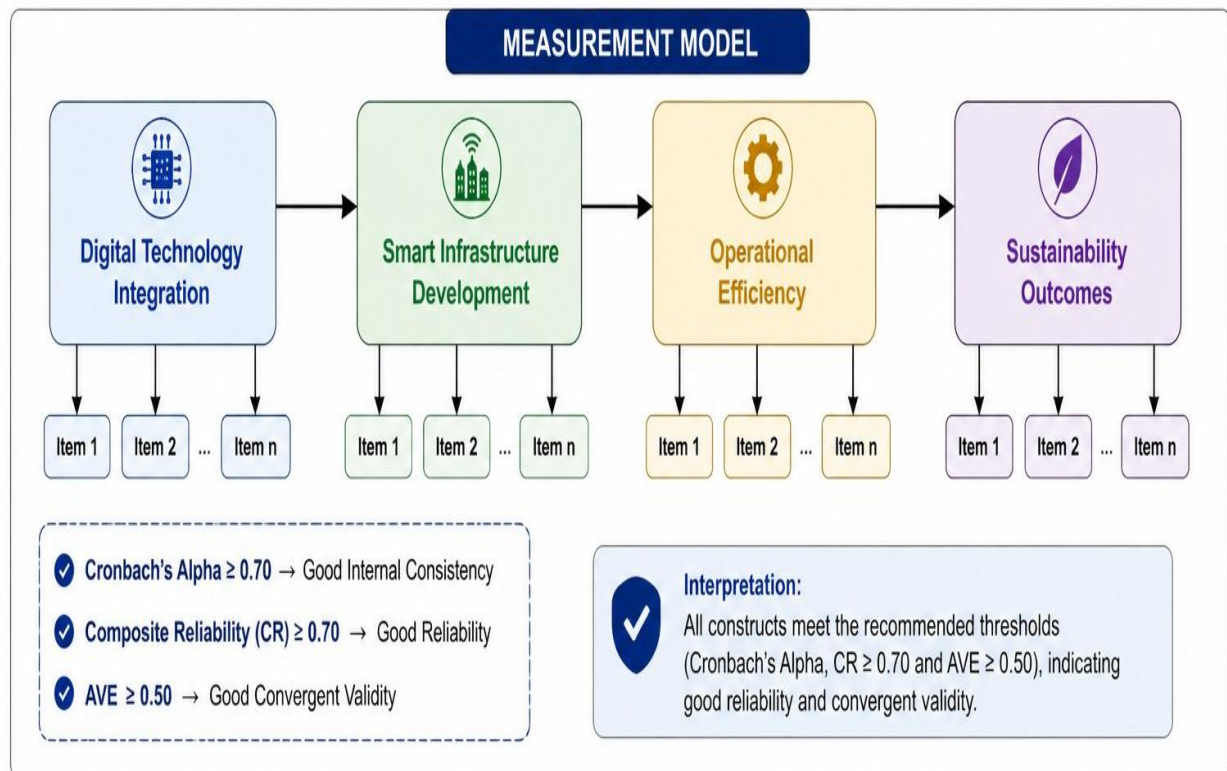 MEASUREMENT MODEL
Digital Technology
Integration
Smart Infrastructure
Development
Operational
Efficiency
Sustainability
Outcomes
Item 1
Item 2
...
Item n
Item 1
Item 2
...
Item n
Item 1
Item 2
...
Item n
Item 1
Item 2
...
Item n
Cronbach's Alpha ≥ 0.70 → Good Internal Consistency
Composite Reliability (CR) ≥ 0.70 → Good Reliability
AVE ≥ 0.50 → Good Convergent Validity
Interpretation:
All constructs meet the recommended thresholds
(Cronbach's Alpha, CR ≥ 0.70 and AVE ≥ 0.50), indicating
good reliability and convergent validity.